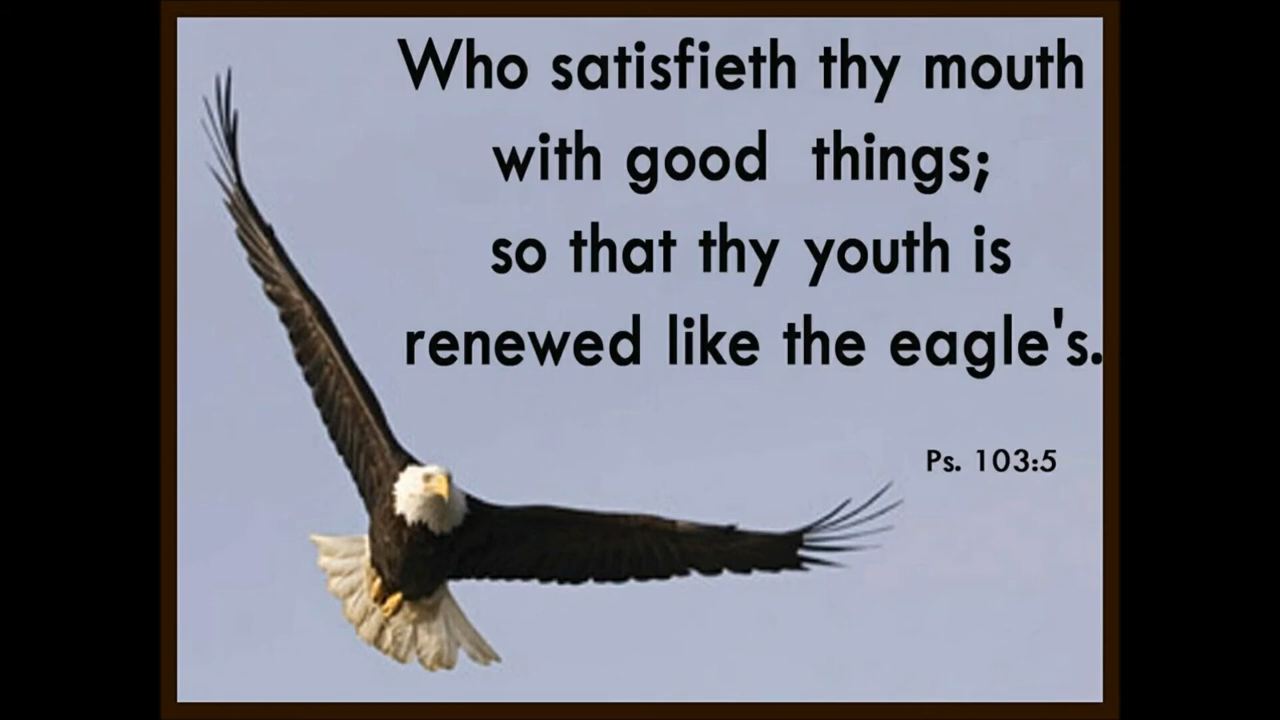 Who satisfieth thy mouth
with good things;
so that thy youth is
renewed like the eagle's.
Ps. 103:5